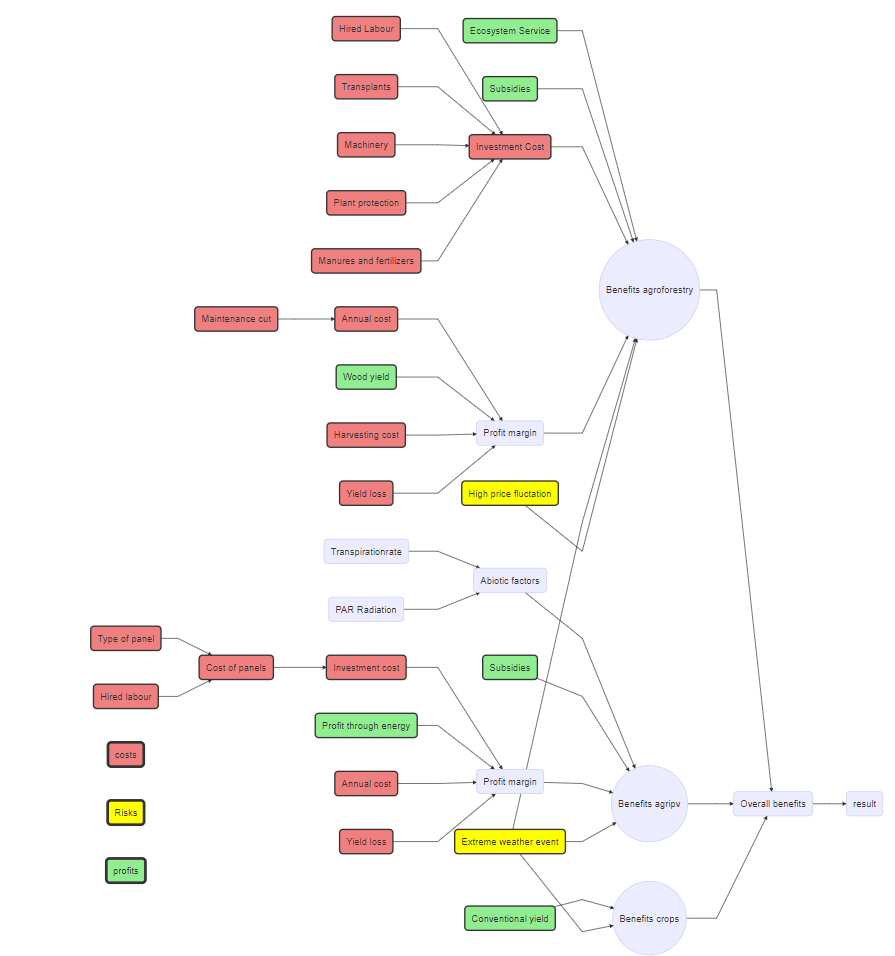 Hired Labour
Ecosystem Service
Transplants
Subsidies
Machinery
Investment Cost
Plant protection
Manures and fertilizers
Benefits agroforestry
Maintenance cut
Annual cost
Wood yield
Harvesting cost
Profit margin
Yield loss
High price fluctation
Transpirationrate
Abiotic factors
PAR Radiation
Type of panel
Cost of panels
Investment cost
Subsidies
Hired labour
Profit through energy
costs
Annual cost
Profit margin
Benefits agripv
Overall benefits
result
Risks
Yield loss
Extreme weather event
profits
Conventional yield
Benefits crops